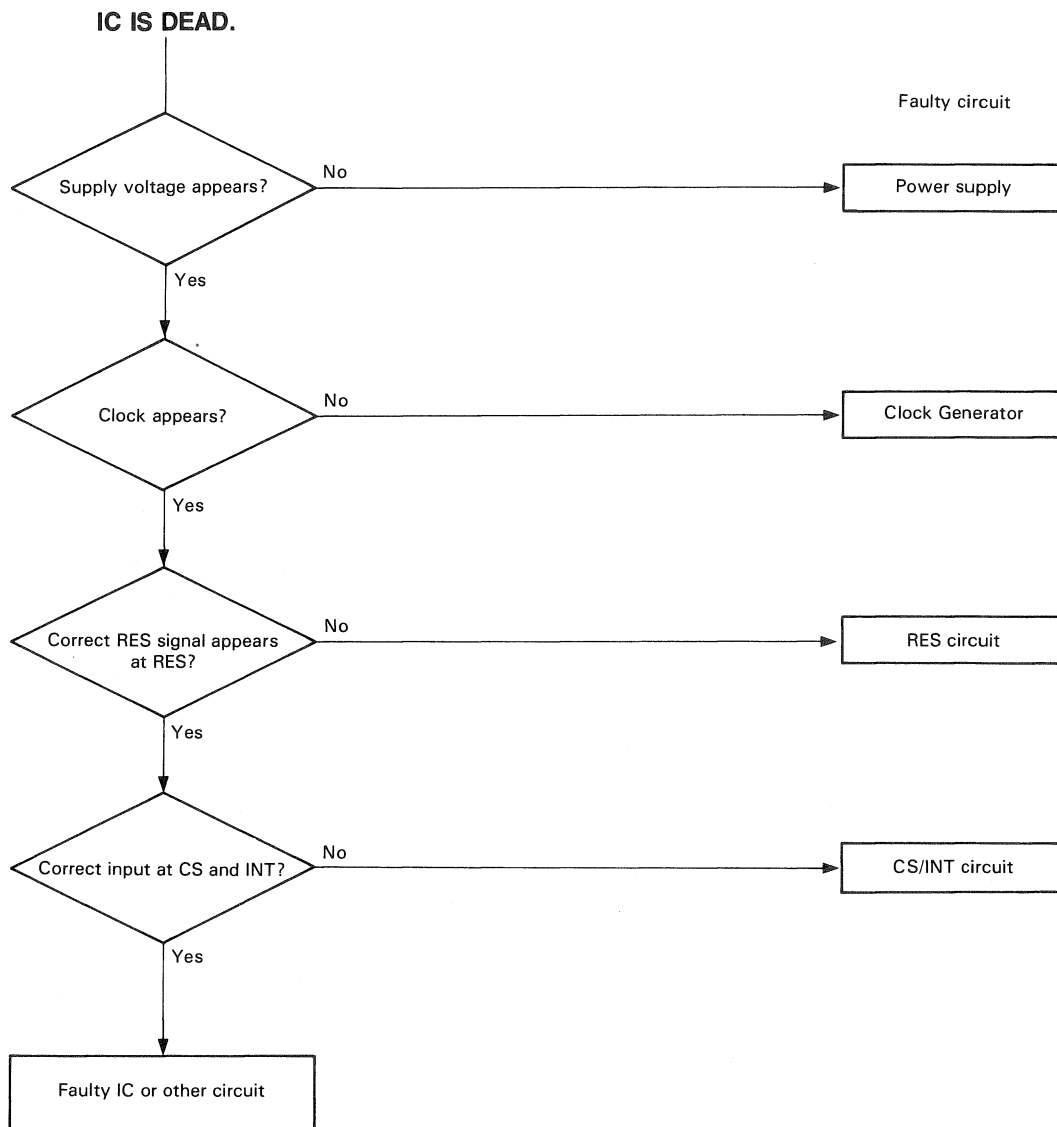 IC IS DEAD.
Faulty circuit
Supply voltage appears?
No
Power supply
Yes
Clock appears?
No
Clock Generator
Yes
Correct RES signal appears
at RES?
No
RES circuit
Yes
Correct input at CS and INT?
No
CS/INT circuit
Yes
Faulty IC or other circuit